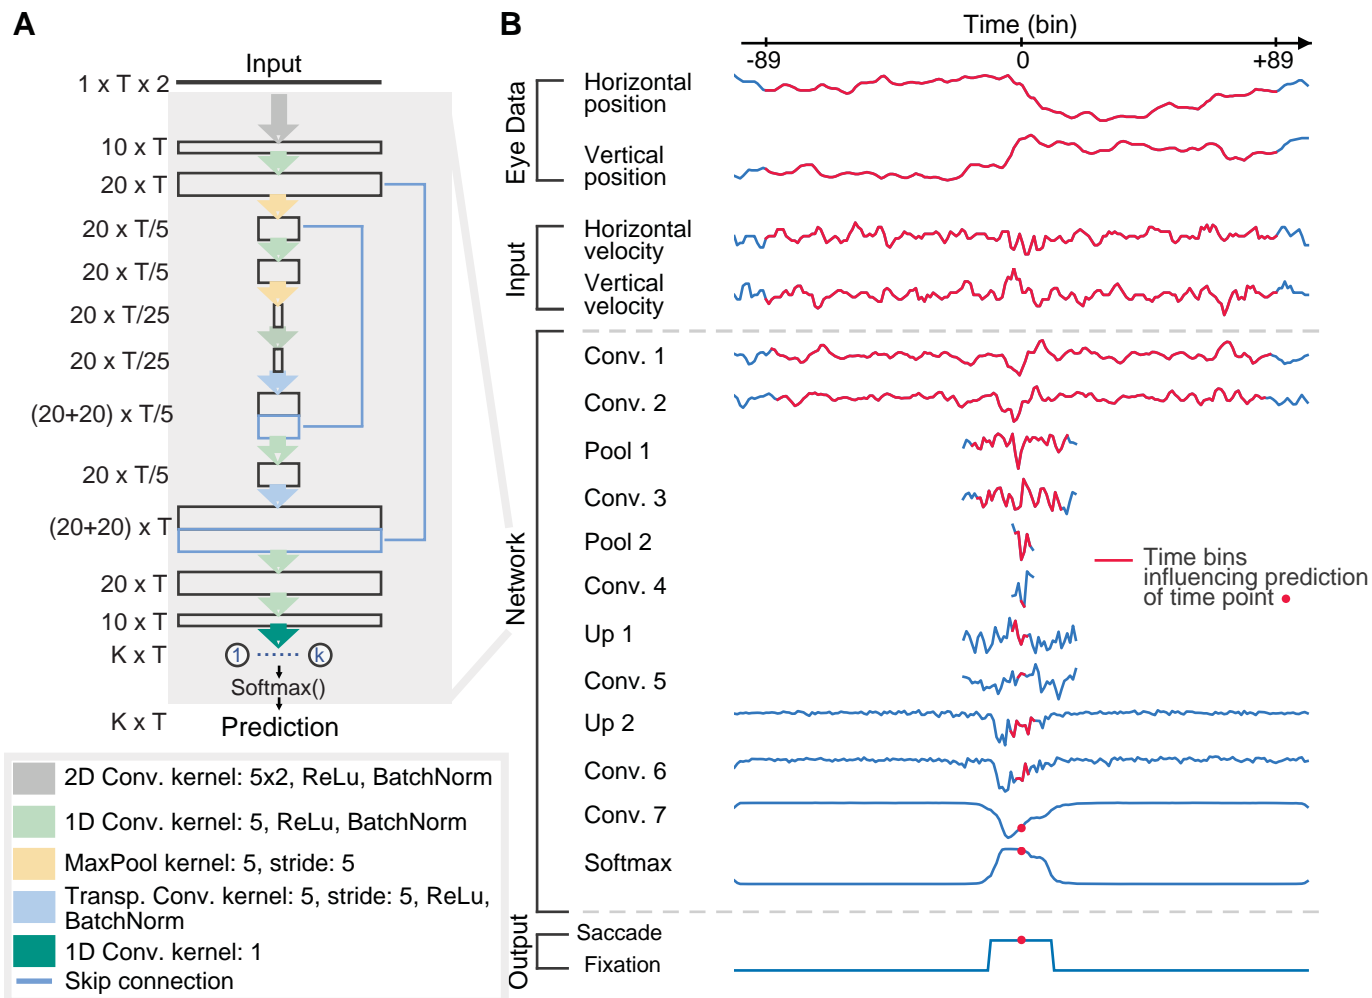 A
Input
1 x T x 2
10 x T
20 x T
20 x T/5
20 x T/5
20 x T/25
20 x T/25
(20+20) x T/5
20 x T/5
(20+20) x T
20 x T
10 x T
K x T
1
k
Softmax()
K x T
Prediction
2D Conv. kernel: 5x2, ReLu, BatchNorm
1D Conv. kernel: 5, ReLu, BatchNorm
MaxPool kernel: 5, stride: 5
Transp. Conv. kernel: 5, stride: 5, ReLu,
BatchNorm
1D Conv. kernel: 1
Skip connection
B
Time (bin)
-89
0
+89
Eye Data
Horizontal
position
Vertical
position
Input
Horizontal
velocity
Vertical
velocity
Network
Conv. 1
Conv. 2
Pool 1
Conv. 3
Pool 2
Conv. 4
Up 1
Conv. 5
Up 2
Conv. 6
Conv. 7
Softmax
Time bins
influencing prediction
of time point
Output
Saccade
Fixation